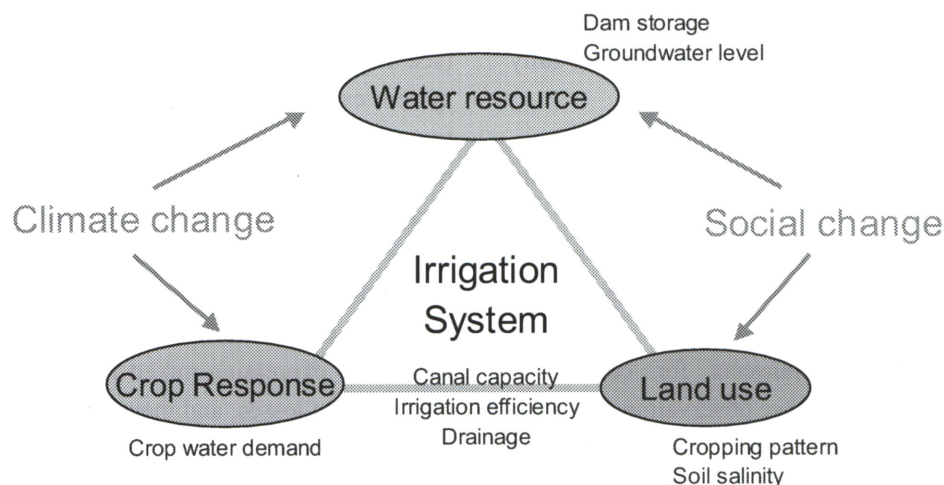 Dam storage
Groundwater level
Water resource
Climate change
Social change
Irrigation
System
Crop Response
Canal capacity
Irrigation efficiency
Drainage
Land use
Crop water demand
Cropping pattern
Soil salinity